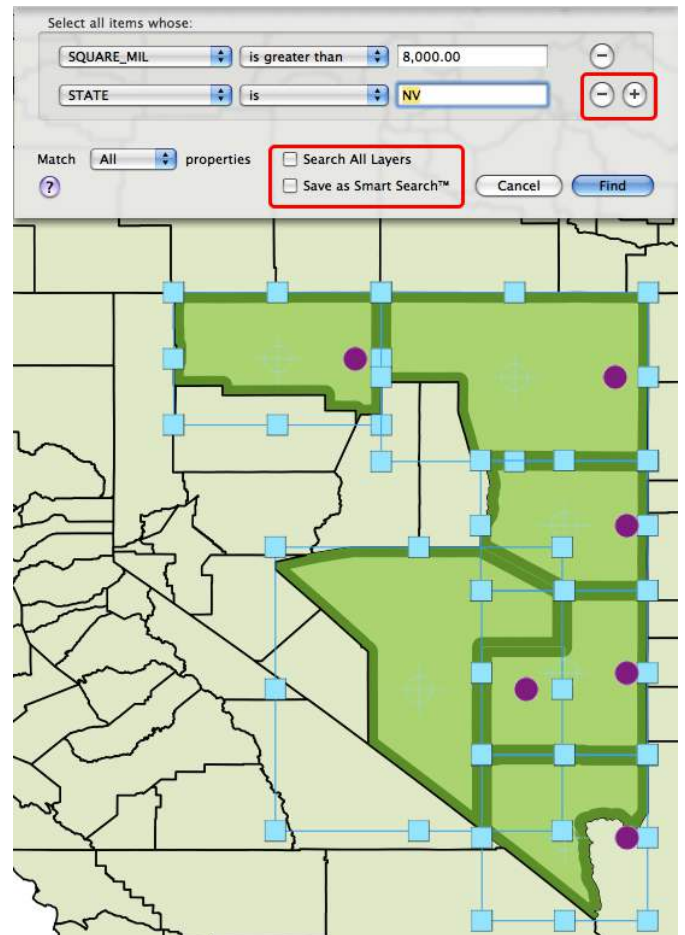 Select all items whose:
SQUARE_MIL is greater than 8,000.00 −
STATE is NV − +
Match All properties Search All Layers
? Save as Smart Search™ Cancel Find